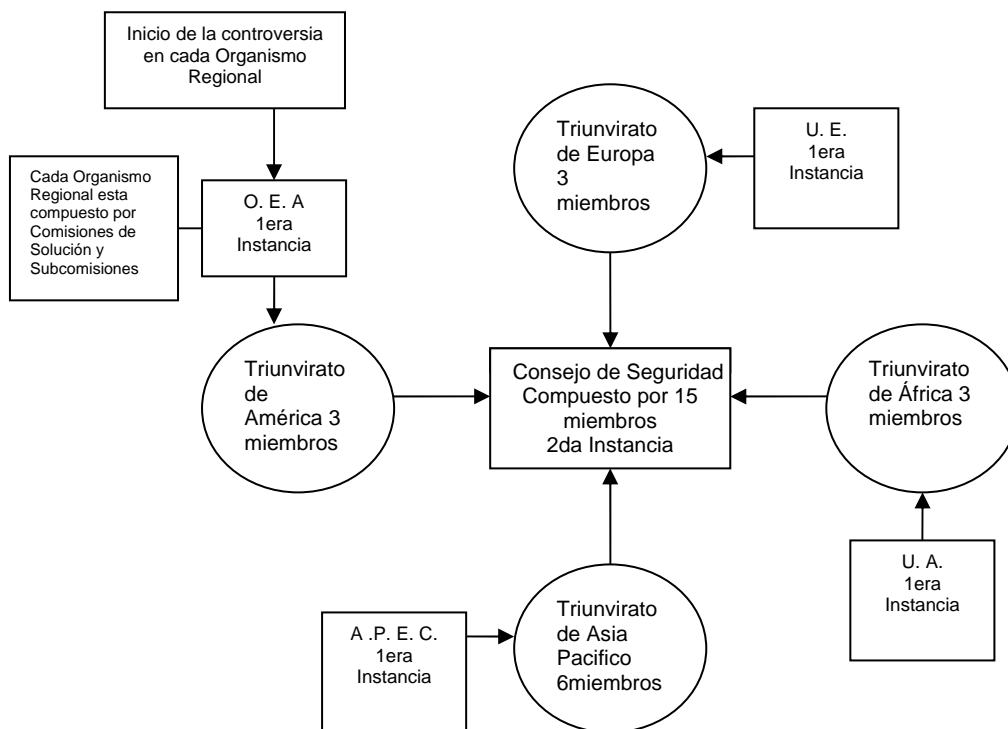 Inicio de la controversia
en cada Organismo
Regional
Cada Organismo
Regional esta
compuesto por
Comisiones de
Solución y
Subcomisiones
O. E. A
1era
Instancia
Triunvirato
de
América 3
miembros
Triunvirato
de Europa
3
miembros
U. E.
1era
Instancia
Consejo de Seguridad
Compuesto por 15
miembros
2da Instancia
Triunvirato
de África 3
miembros
U. A.
1era
Instancia
A .P. E. C.
1era
Instancia
Triunvirato
de Asia
Pacifico
6miembros